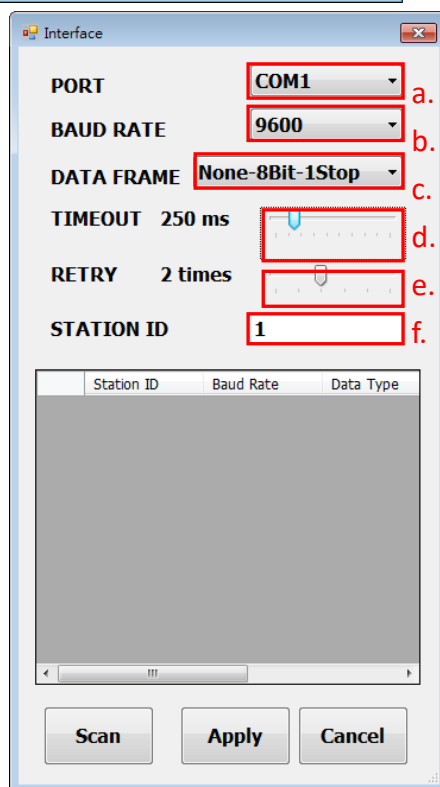 Interface
PORT COM1 a.
BAUD RATE 9600 b.
DATA FRAME None-8Bit-1Stop c.
TIMEOUT 250 ms d.
RETRY 2 times e.
STATION ID 1 f.
Station ID Baud Rate Data Type
Scan Apply Cancel